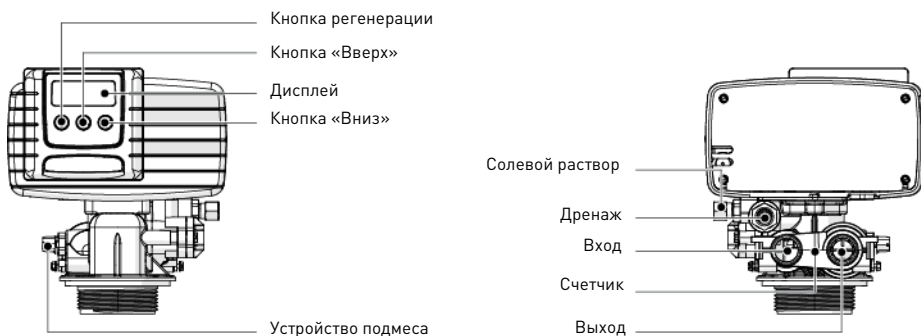 Кнопка регенерации
Кнопка «Вверх»
Дисплей
Кнопка «Вниз»
Устройство подмеса
Солевой раствор
Дренаж
Вход
Счетчик
Выход